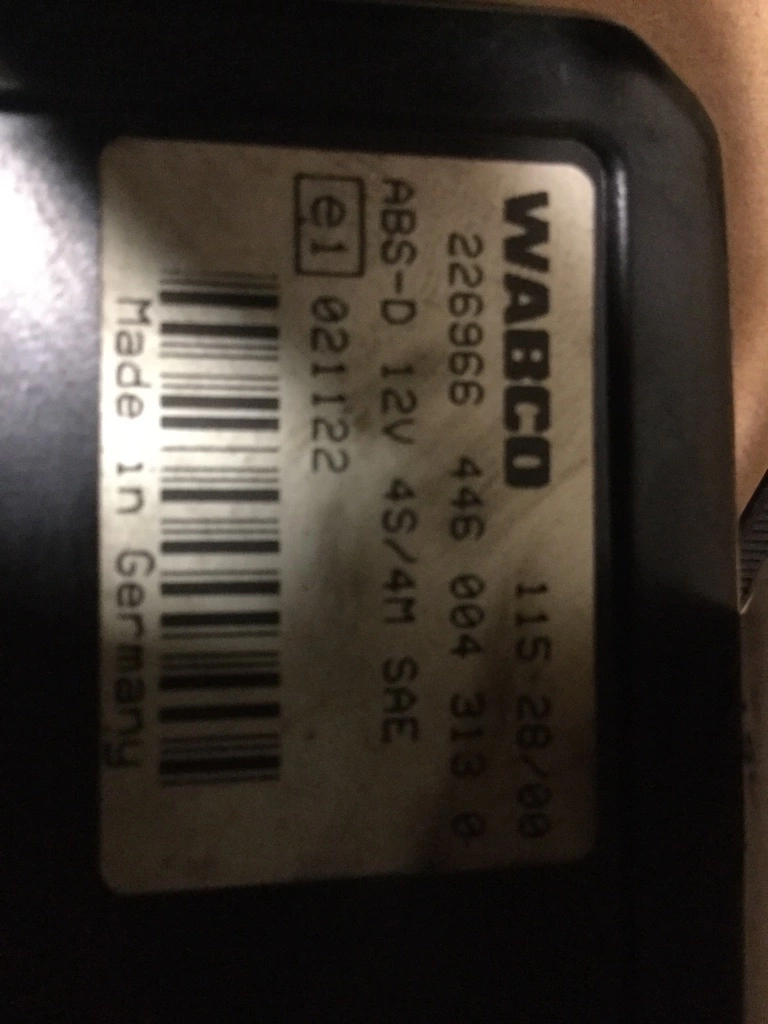 WABCO 115 28/00
226966 446 004 313 0
ABS-D 12V 4S/4M SAE
e1 021122
Made in Germany